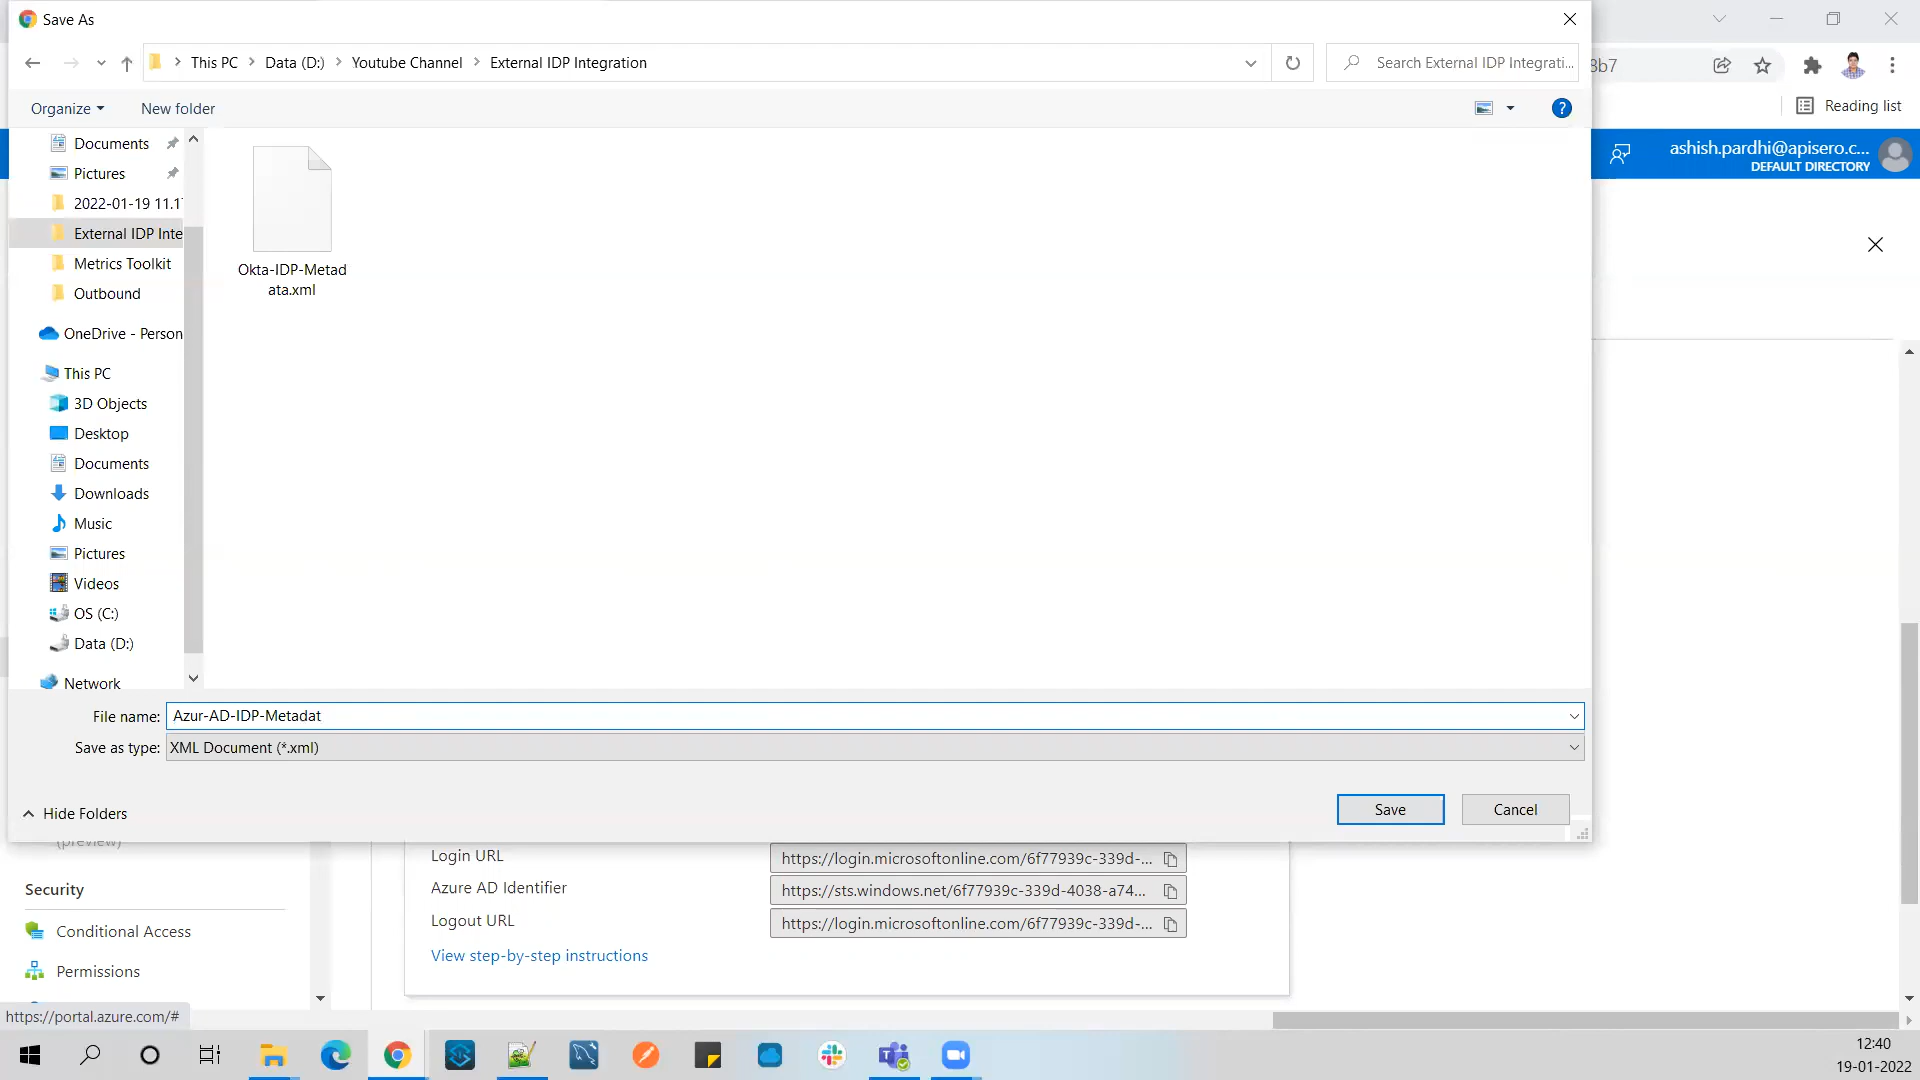 Save As
This PC
Data (D:)
Youtube Channel
External IDP Integration
Search External IDP Integrati...
3b7
Organize
New folder
?
Reading list
ashish.pardhi@apisero.c...
DEFAULT DIRECTORY
Documents
Pictures
2022-01-19 11.17
External IDP Inte
Metrics Toolkit
Outbound
OneDrive - Person
This PC
3D Objects
Desktop
Documents
Downloads
Music
Pictures
Videos
OS (C:)
Data (D:)
Network
Okta-IDP-Metad
ata.xml
File name:
Azur-AD-IDP-Metadat
Save as type:
XML Document (*.xml)
Hide Folders
Save
Cancel
(preview)
Security
Conditional Access
Permissions
https://portal.azure.com/#
Login URL
https://login.microsoftonline.com/6f77939c-339d-...
Azure AD Identifier
https://sts.windows.net/6f77939c-339d-4038-a74...
Logout URL
https://login.microsoftonline.com/6f77939c-339d-...
View step-by-step instructions
12:40
19-01-2022